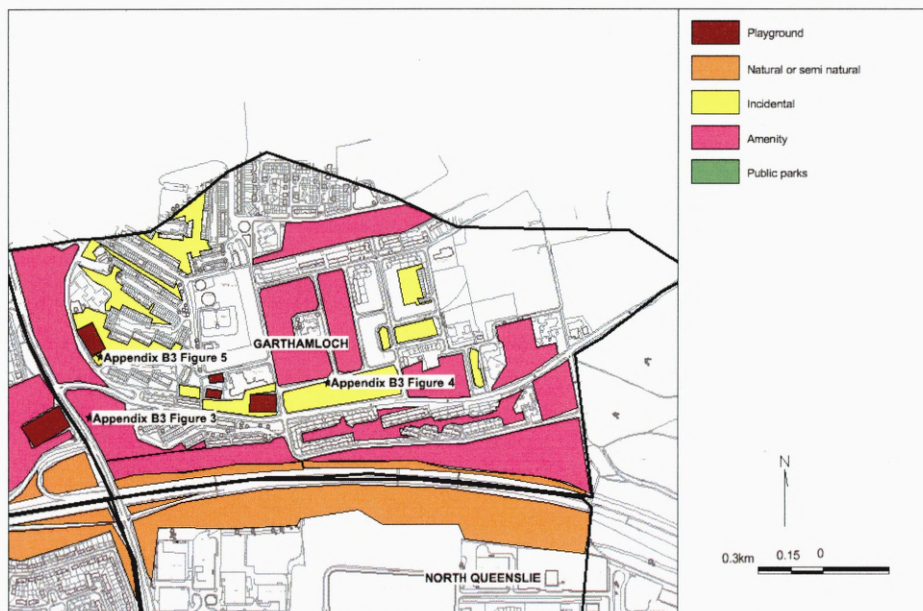 Playground
Natural or semi natural
Incidental
Amenity
Public parks
GARTHAMLOCH
Appendix B3 Figure 5
Appendix B3 Figure 4
Appendix B3 Figure 3
N
0.3km 0.15 0
NORTH QUEENSLIE